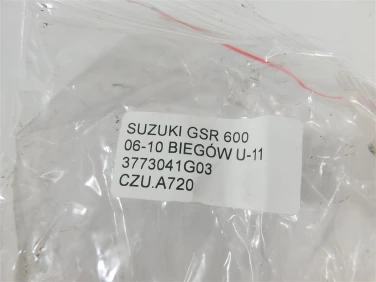 SUZUKI GSR 600
06-10 BIEGÓW U-11
3773041G03
CZU.A720